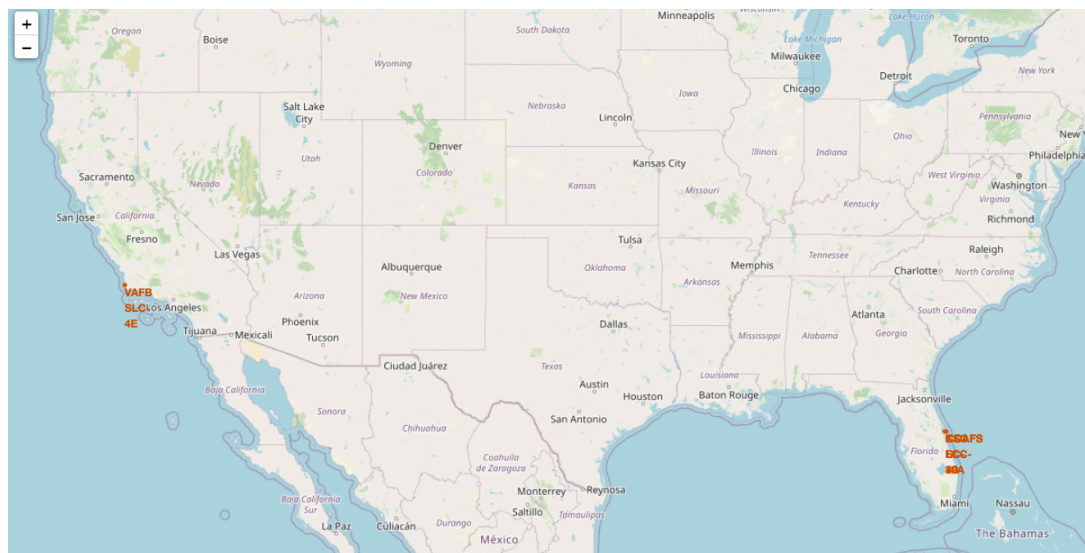 +
−
Oregon
Boise
South Dakota
Minneapolis
Wisconsin
Michigan
Lake Huron
Toronto
Lake Michigan
Milwaukee
Wyoming
Detroit
New York
Chicago
Iowa
Salt Lake
City
Nebraska
Lincoln
Pennsylvania
Ohio
Illinois
Indiana
Denver
Utah
Colorado
Kansas City
Philadelphia
Sacramento
Nevada
Kansas
Missouri
West Virginia
Washington
San Jose
California
Kentucky
Virginia
Richmond
Fresno
Las Vegas
Tulsa
Raleigh
Tennessee
Albuquerque
Oklahoma
Memphis
Charlotte
North Carolina
VAFB
SLC-
4E
Los Angeles
Arizona
New Mexico
Arkansas
South Carolina
Phoenix
Atlanta
Tijuana
Mexicali
Tucson
Dallas
Mississippi
Alabama
Georgia
Ciudad Juárez
Texas
Louisiana
Baja California
Austin
Houston
Baton Rouge
Jacksonville
Sonora
San Antonio
Chihuahua
Florida
Coahuila
de Zaragoza
Baja California
Sur
Monterrey
Reynosa
Miami
Nassau
Saltillo
Tamaulipas
La Paz
Culiacán
Durango
México
The Bahamas